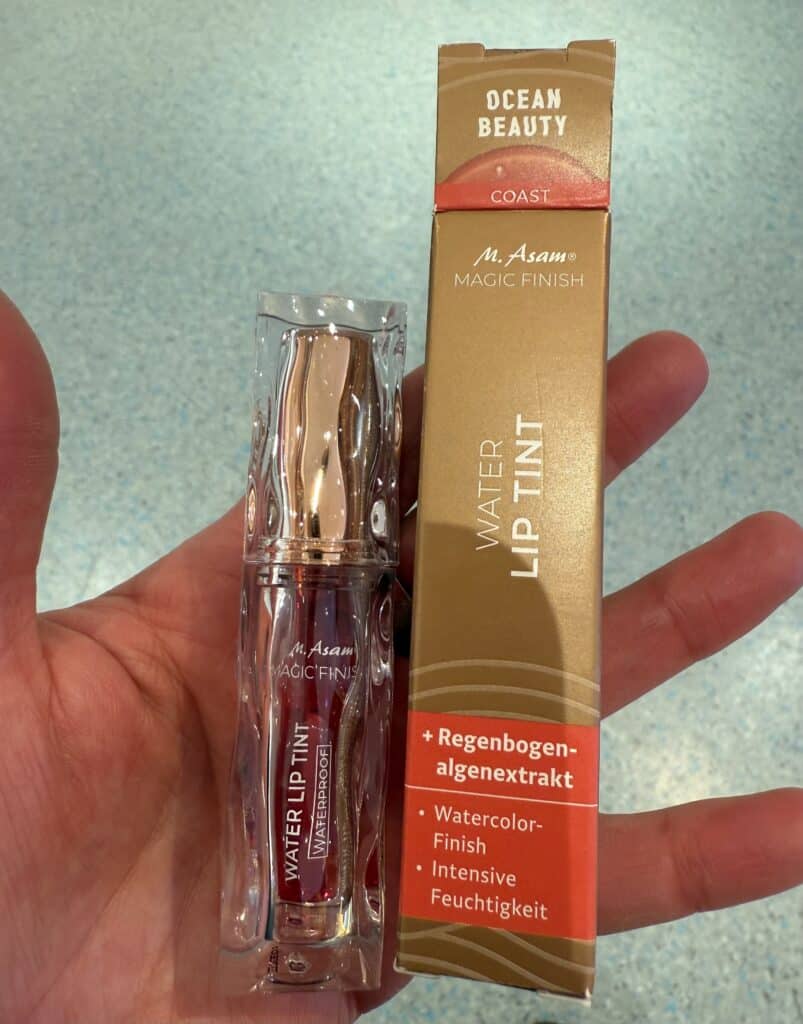 OCEAN
BEAUTY
COAST
M. Asam®
MAGIC FINISH
WATER
LIP TINT
+ Regenbogen-
algenextrakt
• Watercolor-
Finish
• Intensive
Feuchtigkeit
M. Asam
MAGIC FINIS
WATER LIP TINT
WATERPROOF